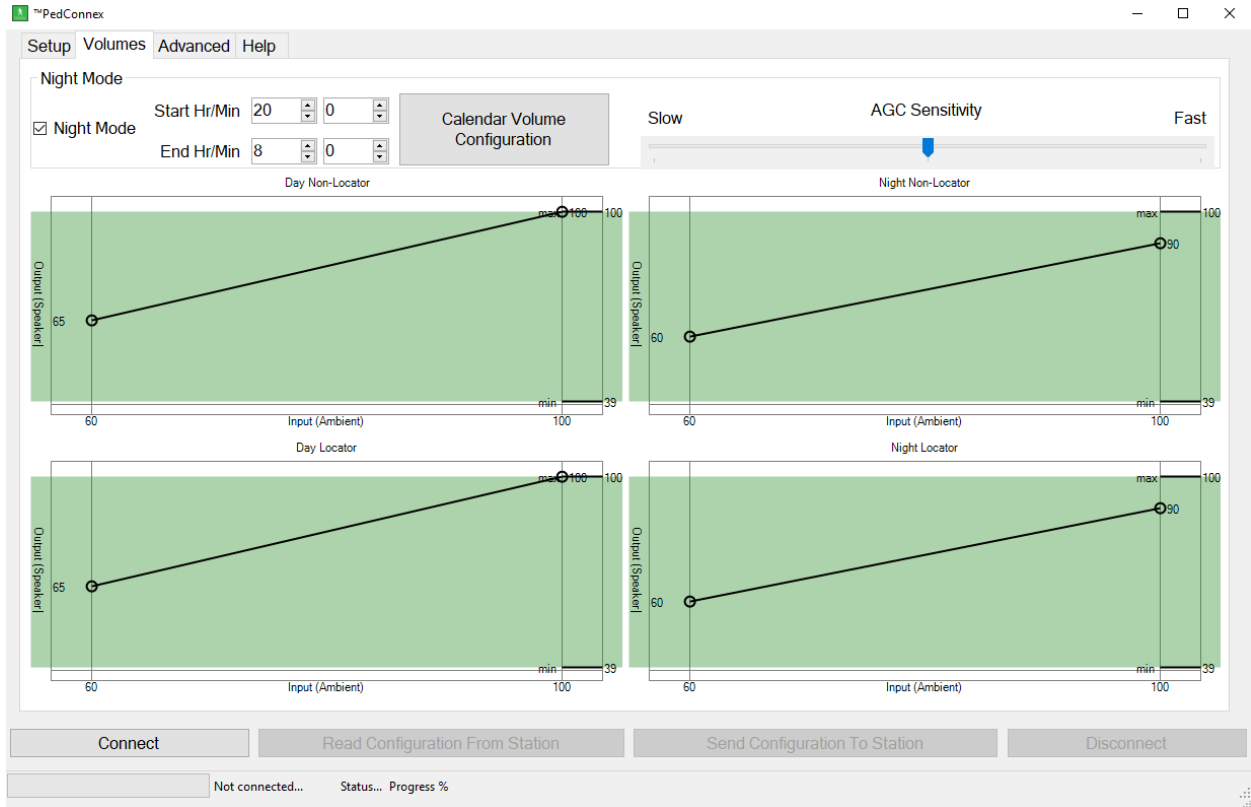 ™PedConnex
Setup Volumes Advanced Help
Night Mode
Night Mode
Start Hr/Min 20 0
End Hr/Min 8 0
Calendar Volume
Configuration
AGC Sensitivity
Slow
Fast
Day Non-Locator
max 100 100
Output (Speaker)
65
min 39
60 Input (Ambient) 100
Night Non-Locator
max 100
90
Output (Speaker)
60
min 39
60 Input (Ambient) 100
Day Locator
max 100 100
Output (Speaker)
65
min 39
60 Input (Ambient) 100
Night Locator
max 100
90
Output (Speaker)
60
min 39
60 Input (Ambient) 100
Connect Read Configuration From Station Send Configuration To Station Disconnect
Not connected... Status... Progress %